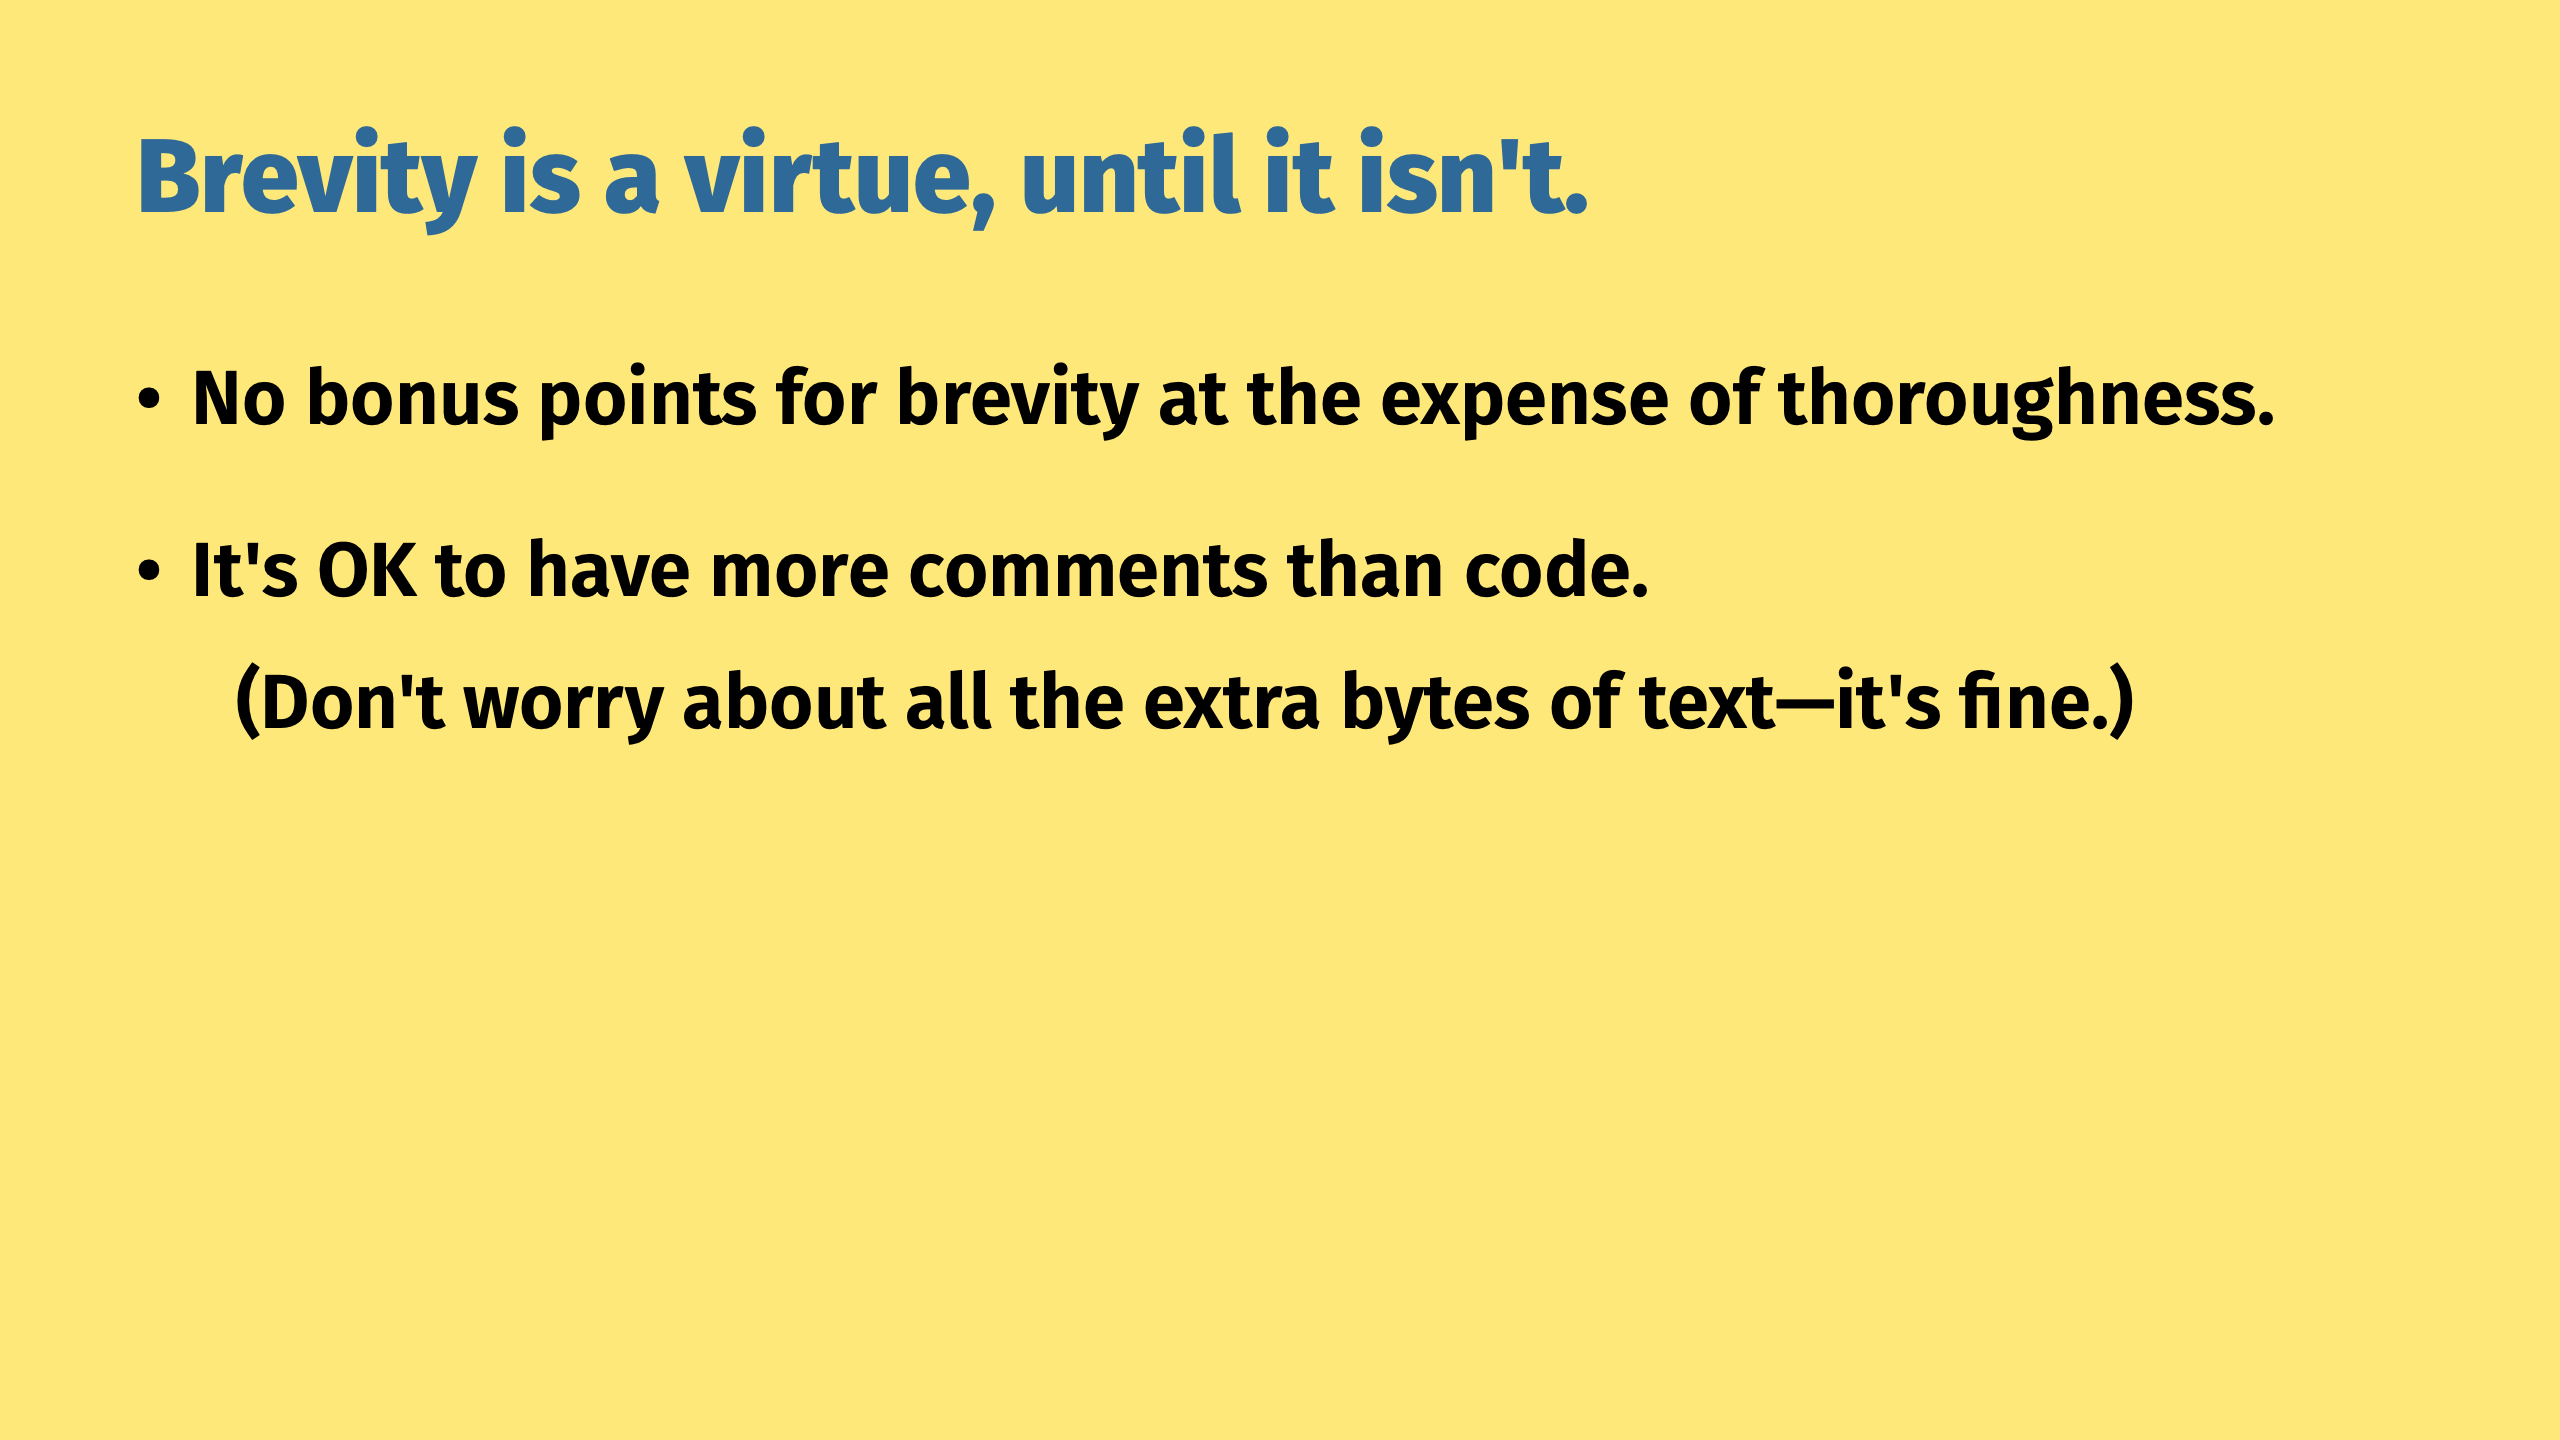 Brevity is a virtue, until it isn't.
• No bonus points for brevity at the expense of thoroughness.
• It's OK to have more comments than code.
(Don't worry about all the extra bytes of text—it's fine.)